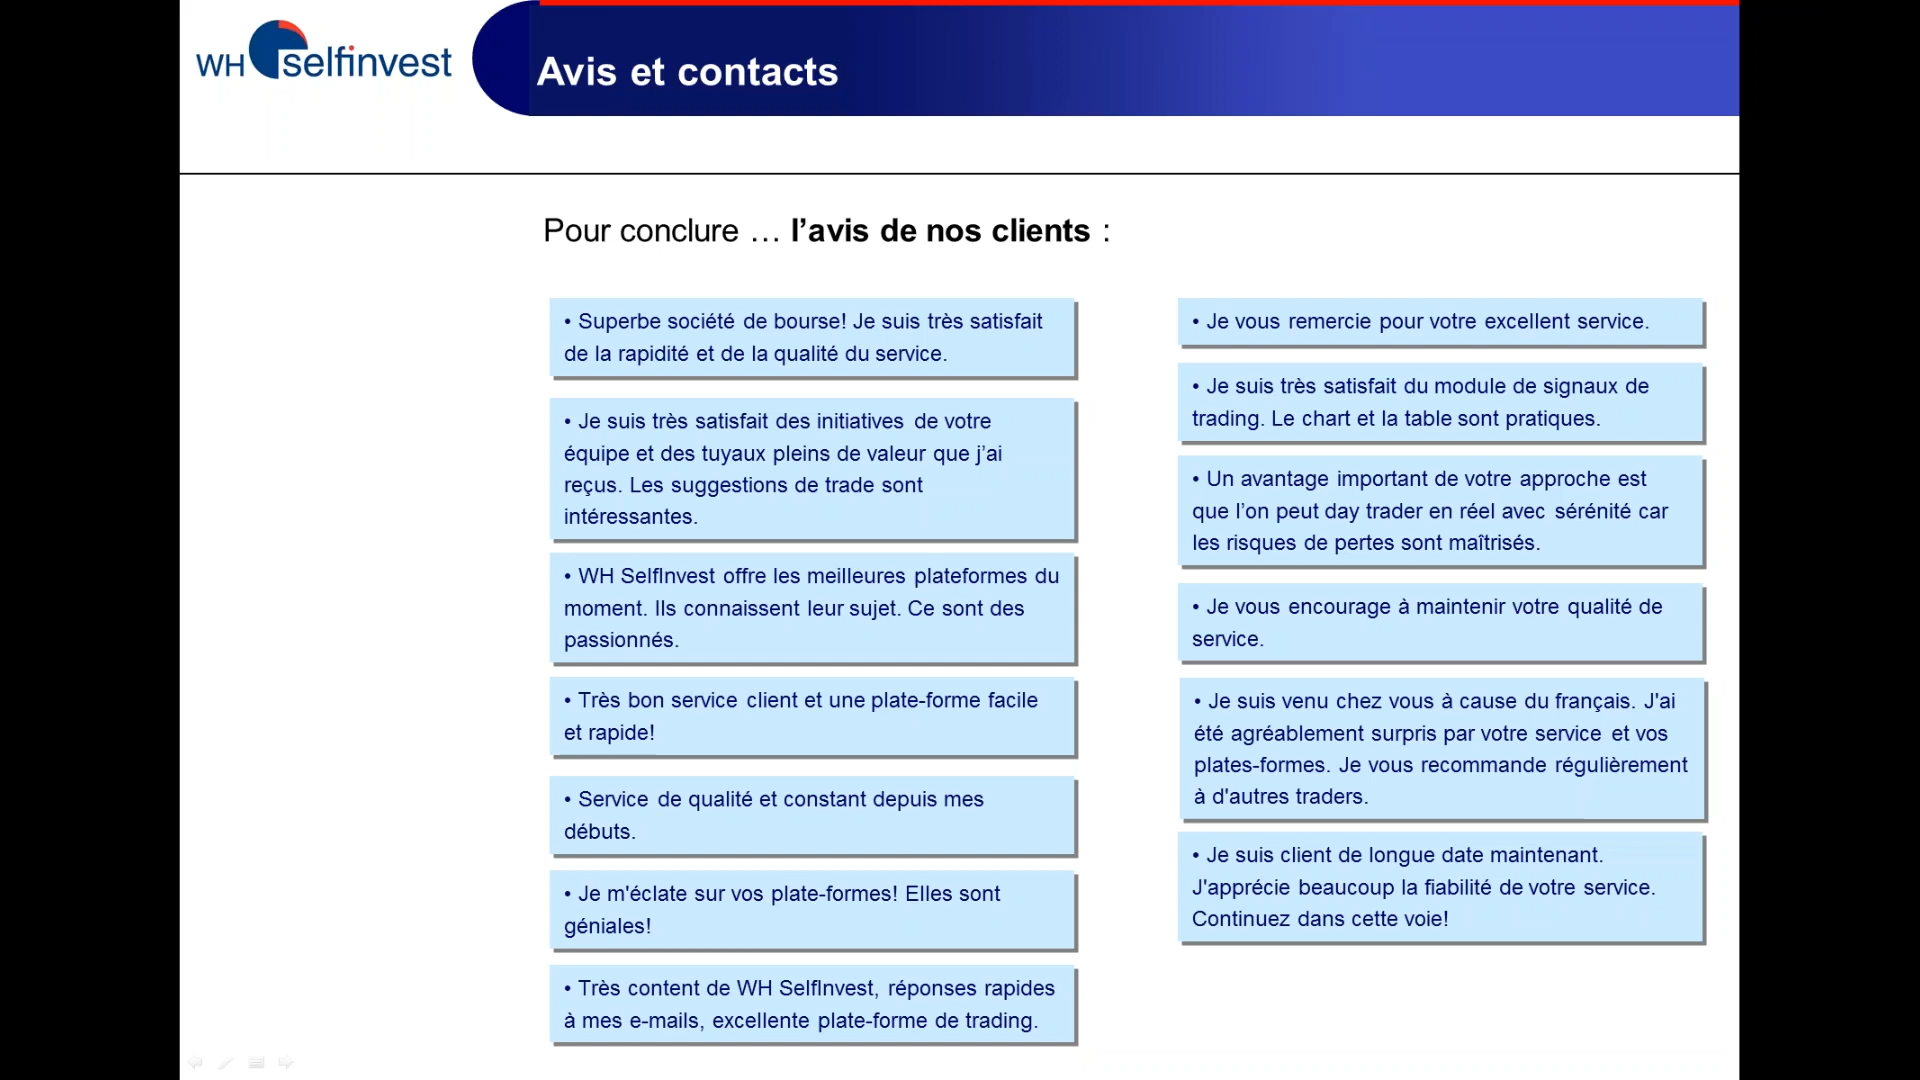 WH selfinvest
Avis et contacts
Pour conclure … l’avis de nos clients :
• Superbe société de bourse! Je suis très satisfait
de la rapidité et de la qualité du service.
• Je suis très satisfait des initiatives de votre
équipe et des tuyaux pleins de valeur que j’ai
reçus. Les suggestions de trade sont
intéressantes.
• WH SelfInvest offre les meilleures plateformes du
moment. Ils connaissent leur sujet. Ce sont des
passionnés.
• Très bon service client et une plate-forme facile
et rapide!
• Service de qualité et constant depuis mes
débuts.
• Je m'éclate sur vos plate-formes! Elles sont
géniales!
• Très content de WH SelfInvest, réponses rapides
à mes e-mails, excellente plate-forme de trading.
• Je vous remercie pour votre excellent service.
• Je suis très satisfait du module de signaux de
trading. Le chart et la table sont pratiques.
• Un avantage important de votre approche est
que l’on peut day trader en réel avec sérénité car
les risques de pertes sont maîtrisés.
• Je vous encourage à maintenir votre qualité de
service.
• Je suis venu chez vous à cause du français. J'ai
été agréablement surpris par votre service et vos
plates-formes. Je vous recommande régulièrement
à d'autres traders.
• Je suis client de longue date maintenant.
J'apprécie beaucoup la fiabilité de votre service.
Continuez dans cette voie!